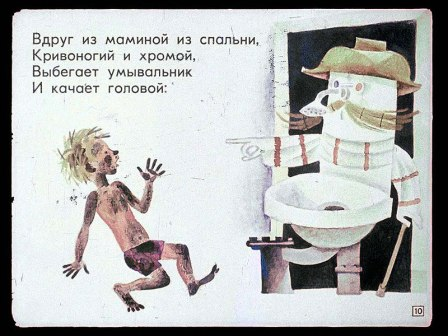 Вдруг из маминой из спальни,
Кривоногий и хромой,
Выбегает умывальник
И качает головой:
10